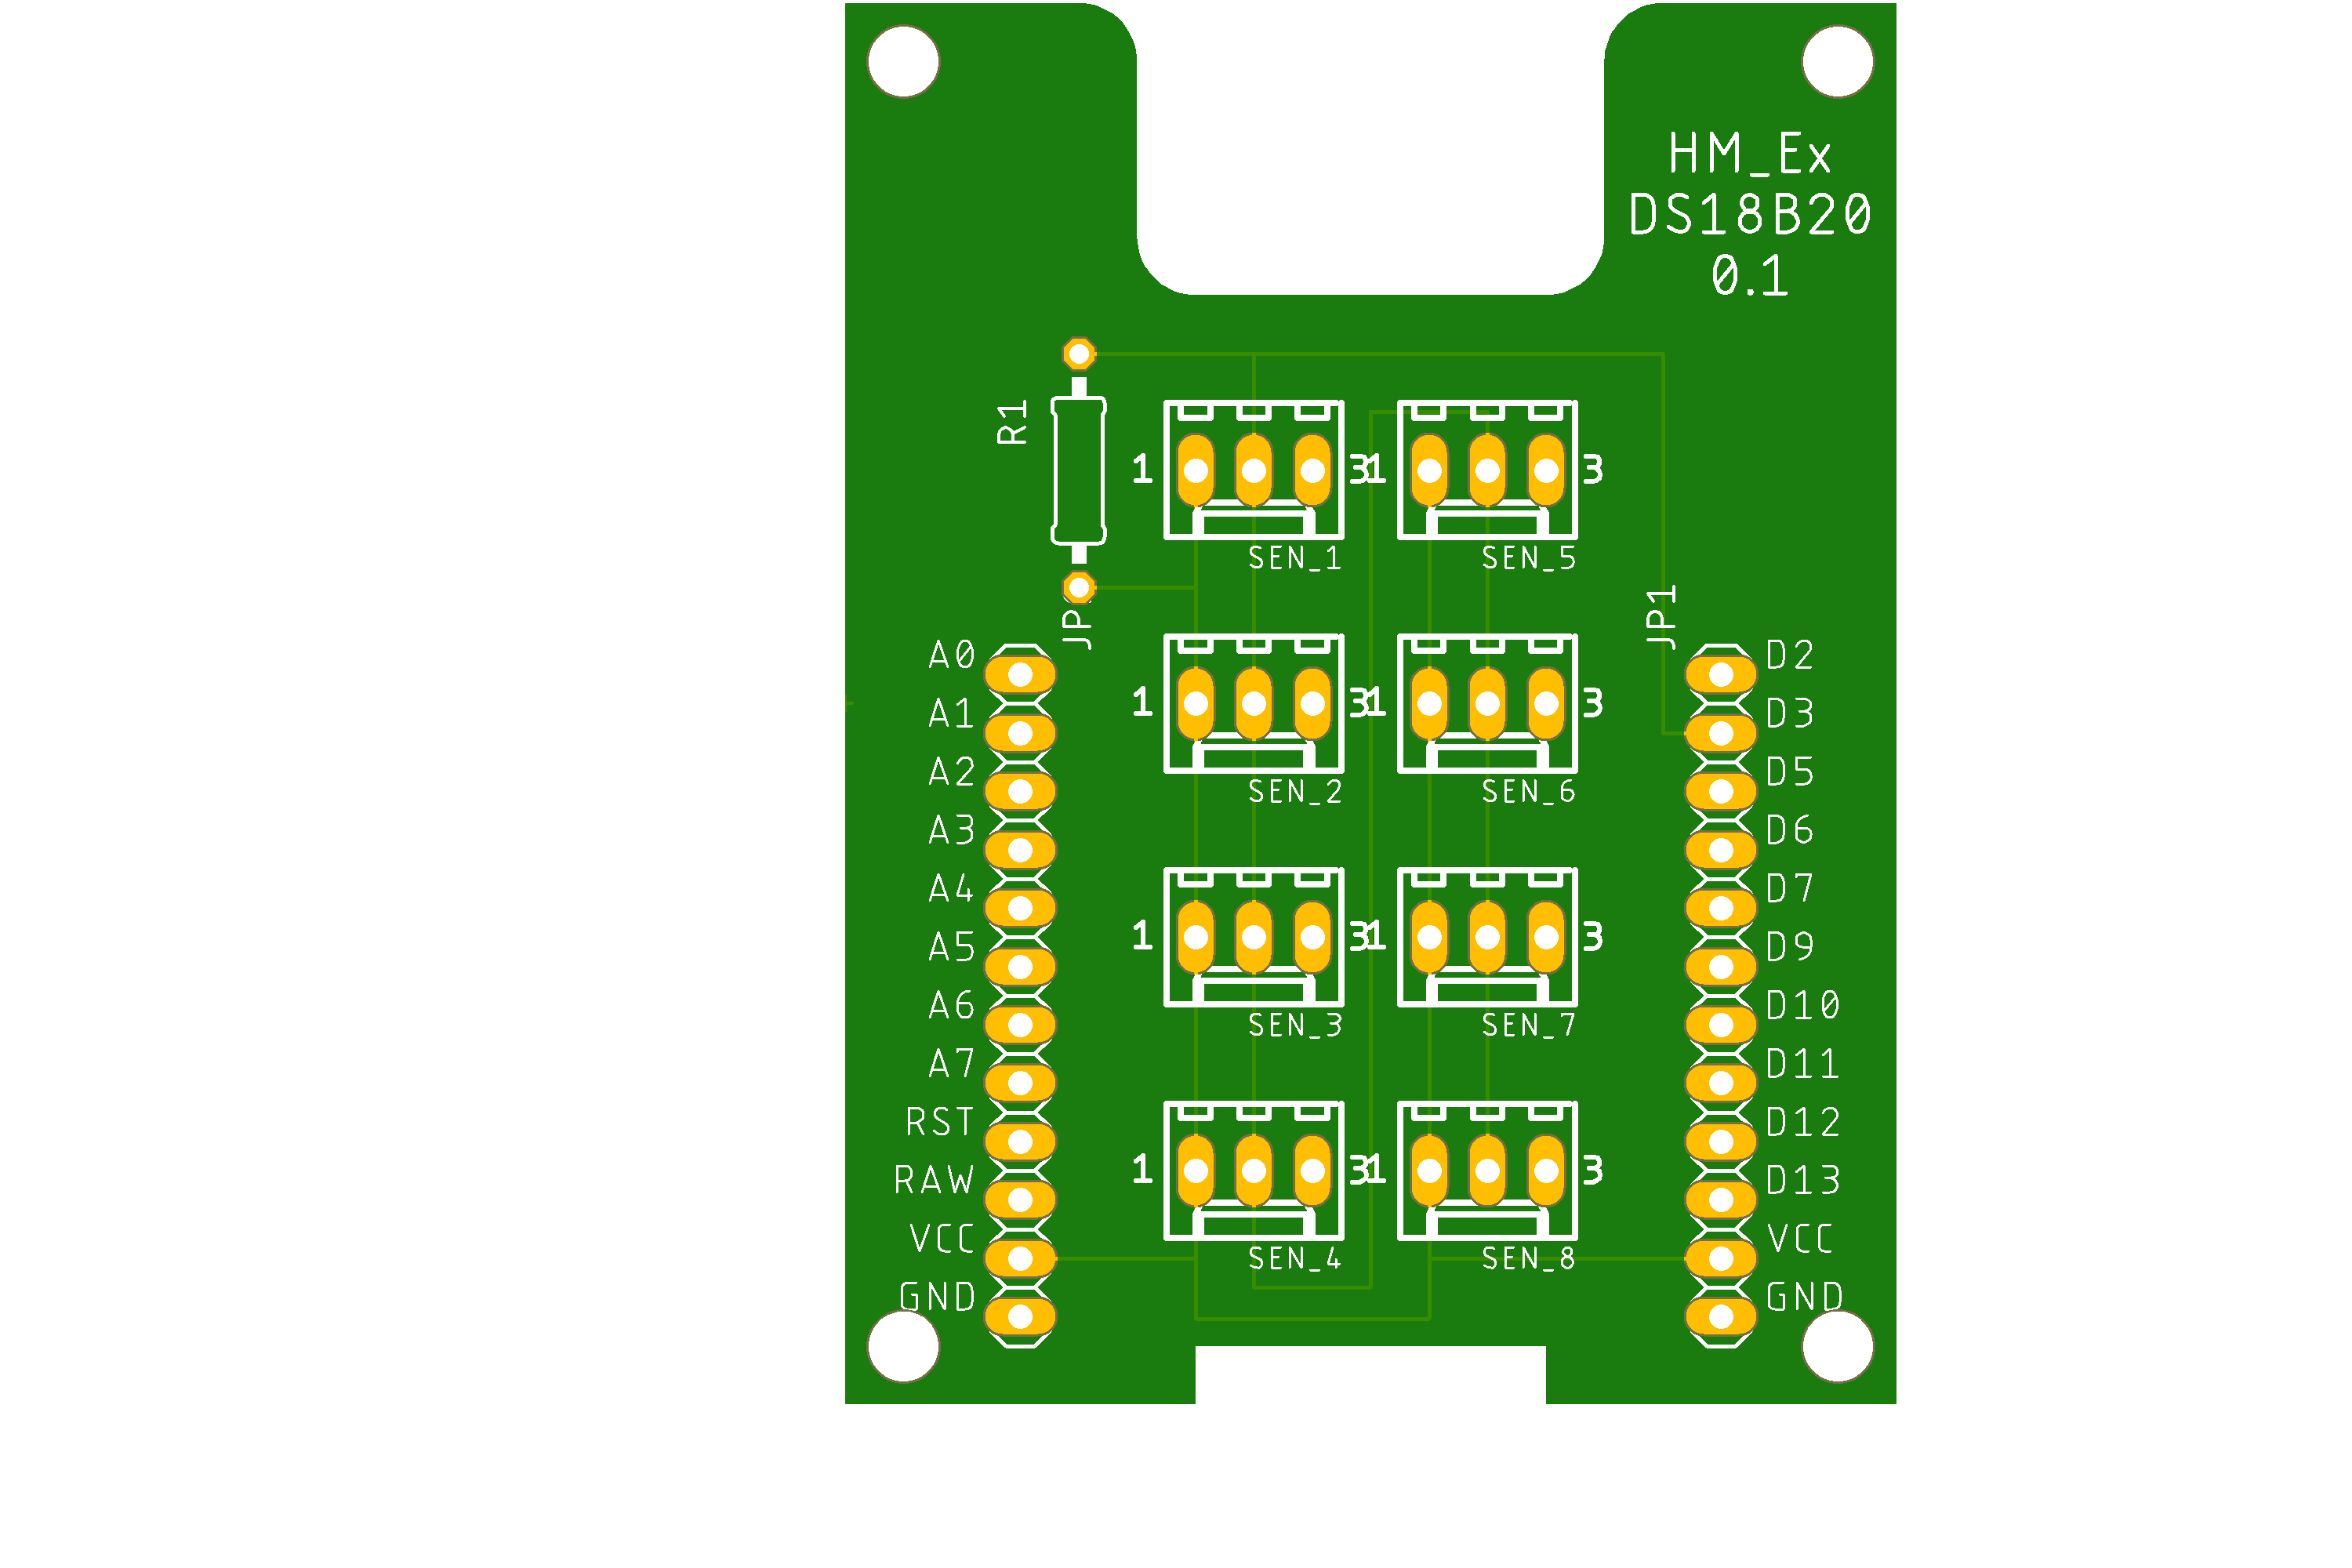 HM_Ex
DS18B20
0.1
R1
1 3 1 3
SEN_1 SEN_5
JP JP1
A0 D2
1 3 1 3
A1 D3
A2 D5
SEN_2 SEN_6
A3 D6
A4 D7
1 3 1 3
A5 D9
A6 D10
SEN_3 SEN_7
A7 D11
RST D12
1 3 1 3
RAW D13
VCC VCC
SEN_4 SEN_8
GND GND